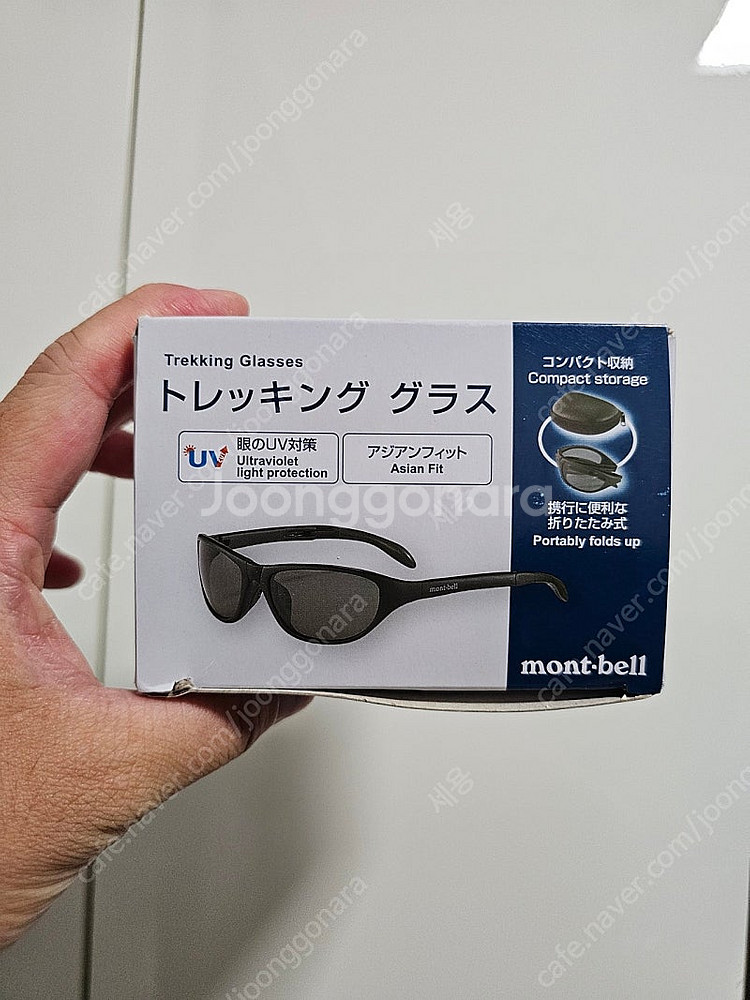 Trekking Glasses
トレッキング グラス
UV
眼のUV対策
Ultraviolet
light protection
アジアンフィット
Asian Fit
mont-bell
コンパクト収納
Compact storage
携行に便利な
折りたたみ式
Portably folds up
mont-bell
Joonggonara
cafe.naver.com/joonggonara
세용